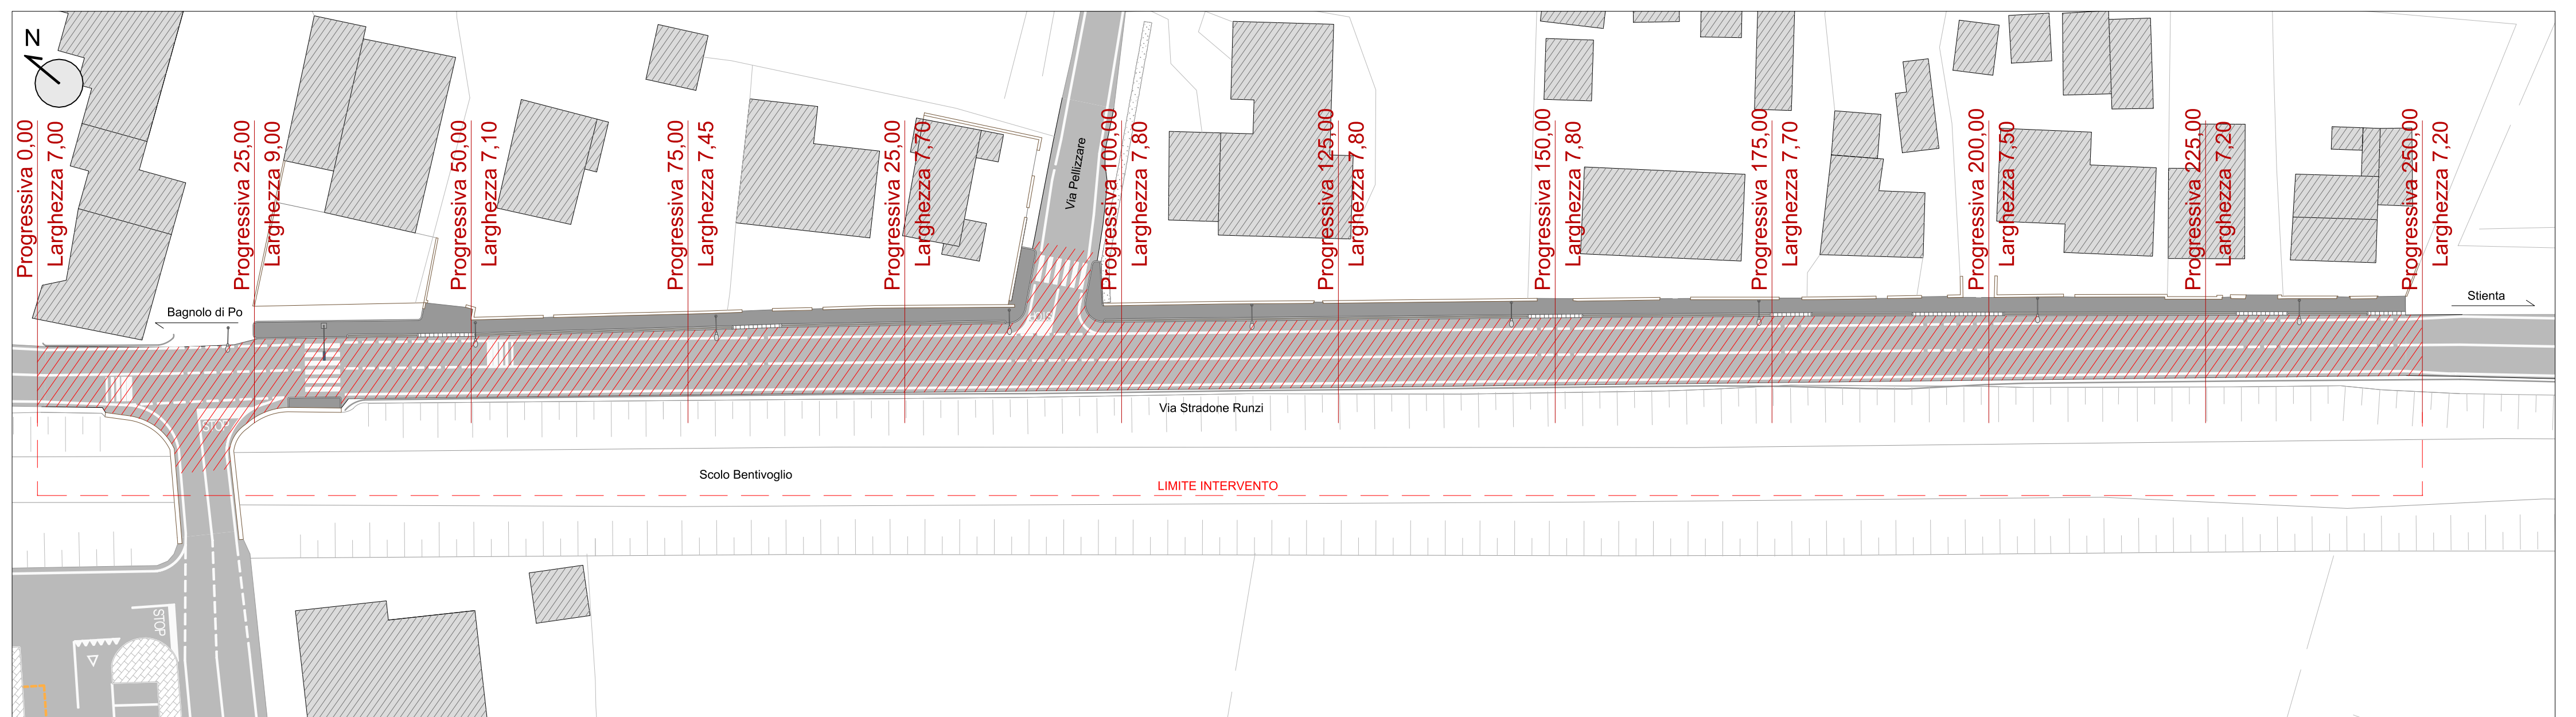 N
Progressiva 0,00
Larghezza 7,00
Progressiva 25,00
Larghezza 9,00
Progressiva 50,00
Larghezza 7,10
Progressiva 75,00
Larghezza 7,45
Progressiva 25,00
Larghezza 7,70
Via Pellizzare
Progressiva 100,00
Larghezza 7,80
Progressiva 125,00
Larghezza 7,80
Progressiva 150,00
Larghezza 7,80
Progressiva 175,00
Larghezza 7,70
Progressiva 200,00
Larghezza 7,50
Progressiva 225,00
Larghezza 7,20
Progressiva 250,00
Larghezza 7,20
Bagnolo di Po
Stienta
STOP
STOP
Via Stradone Runzi
Scolo Bentivoglio
LIMITE INTERVENTO
STOP